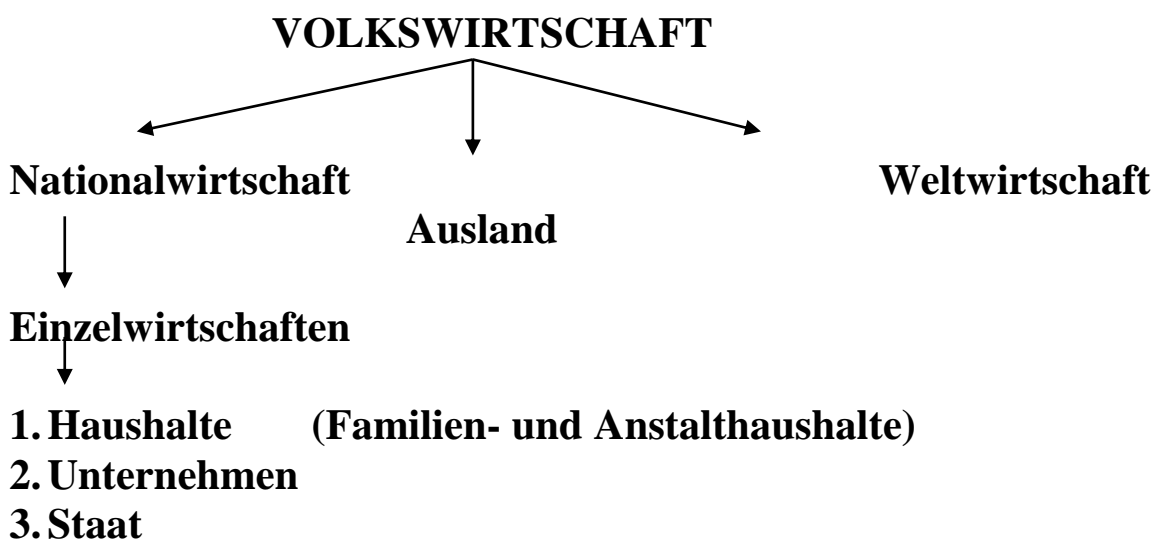 VOLKSWIRTSCHAFT
Nationalwirtschaft Weltwirtschaft
Ausland
Einzelwirtschaften
1. Haushalte (Familien- und Anstalthaushalte)
2. Unternehmen
3. Staat